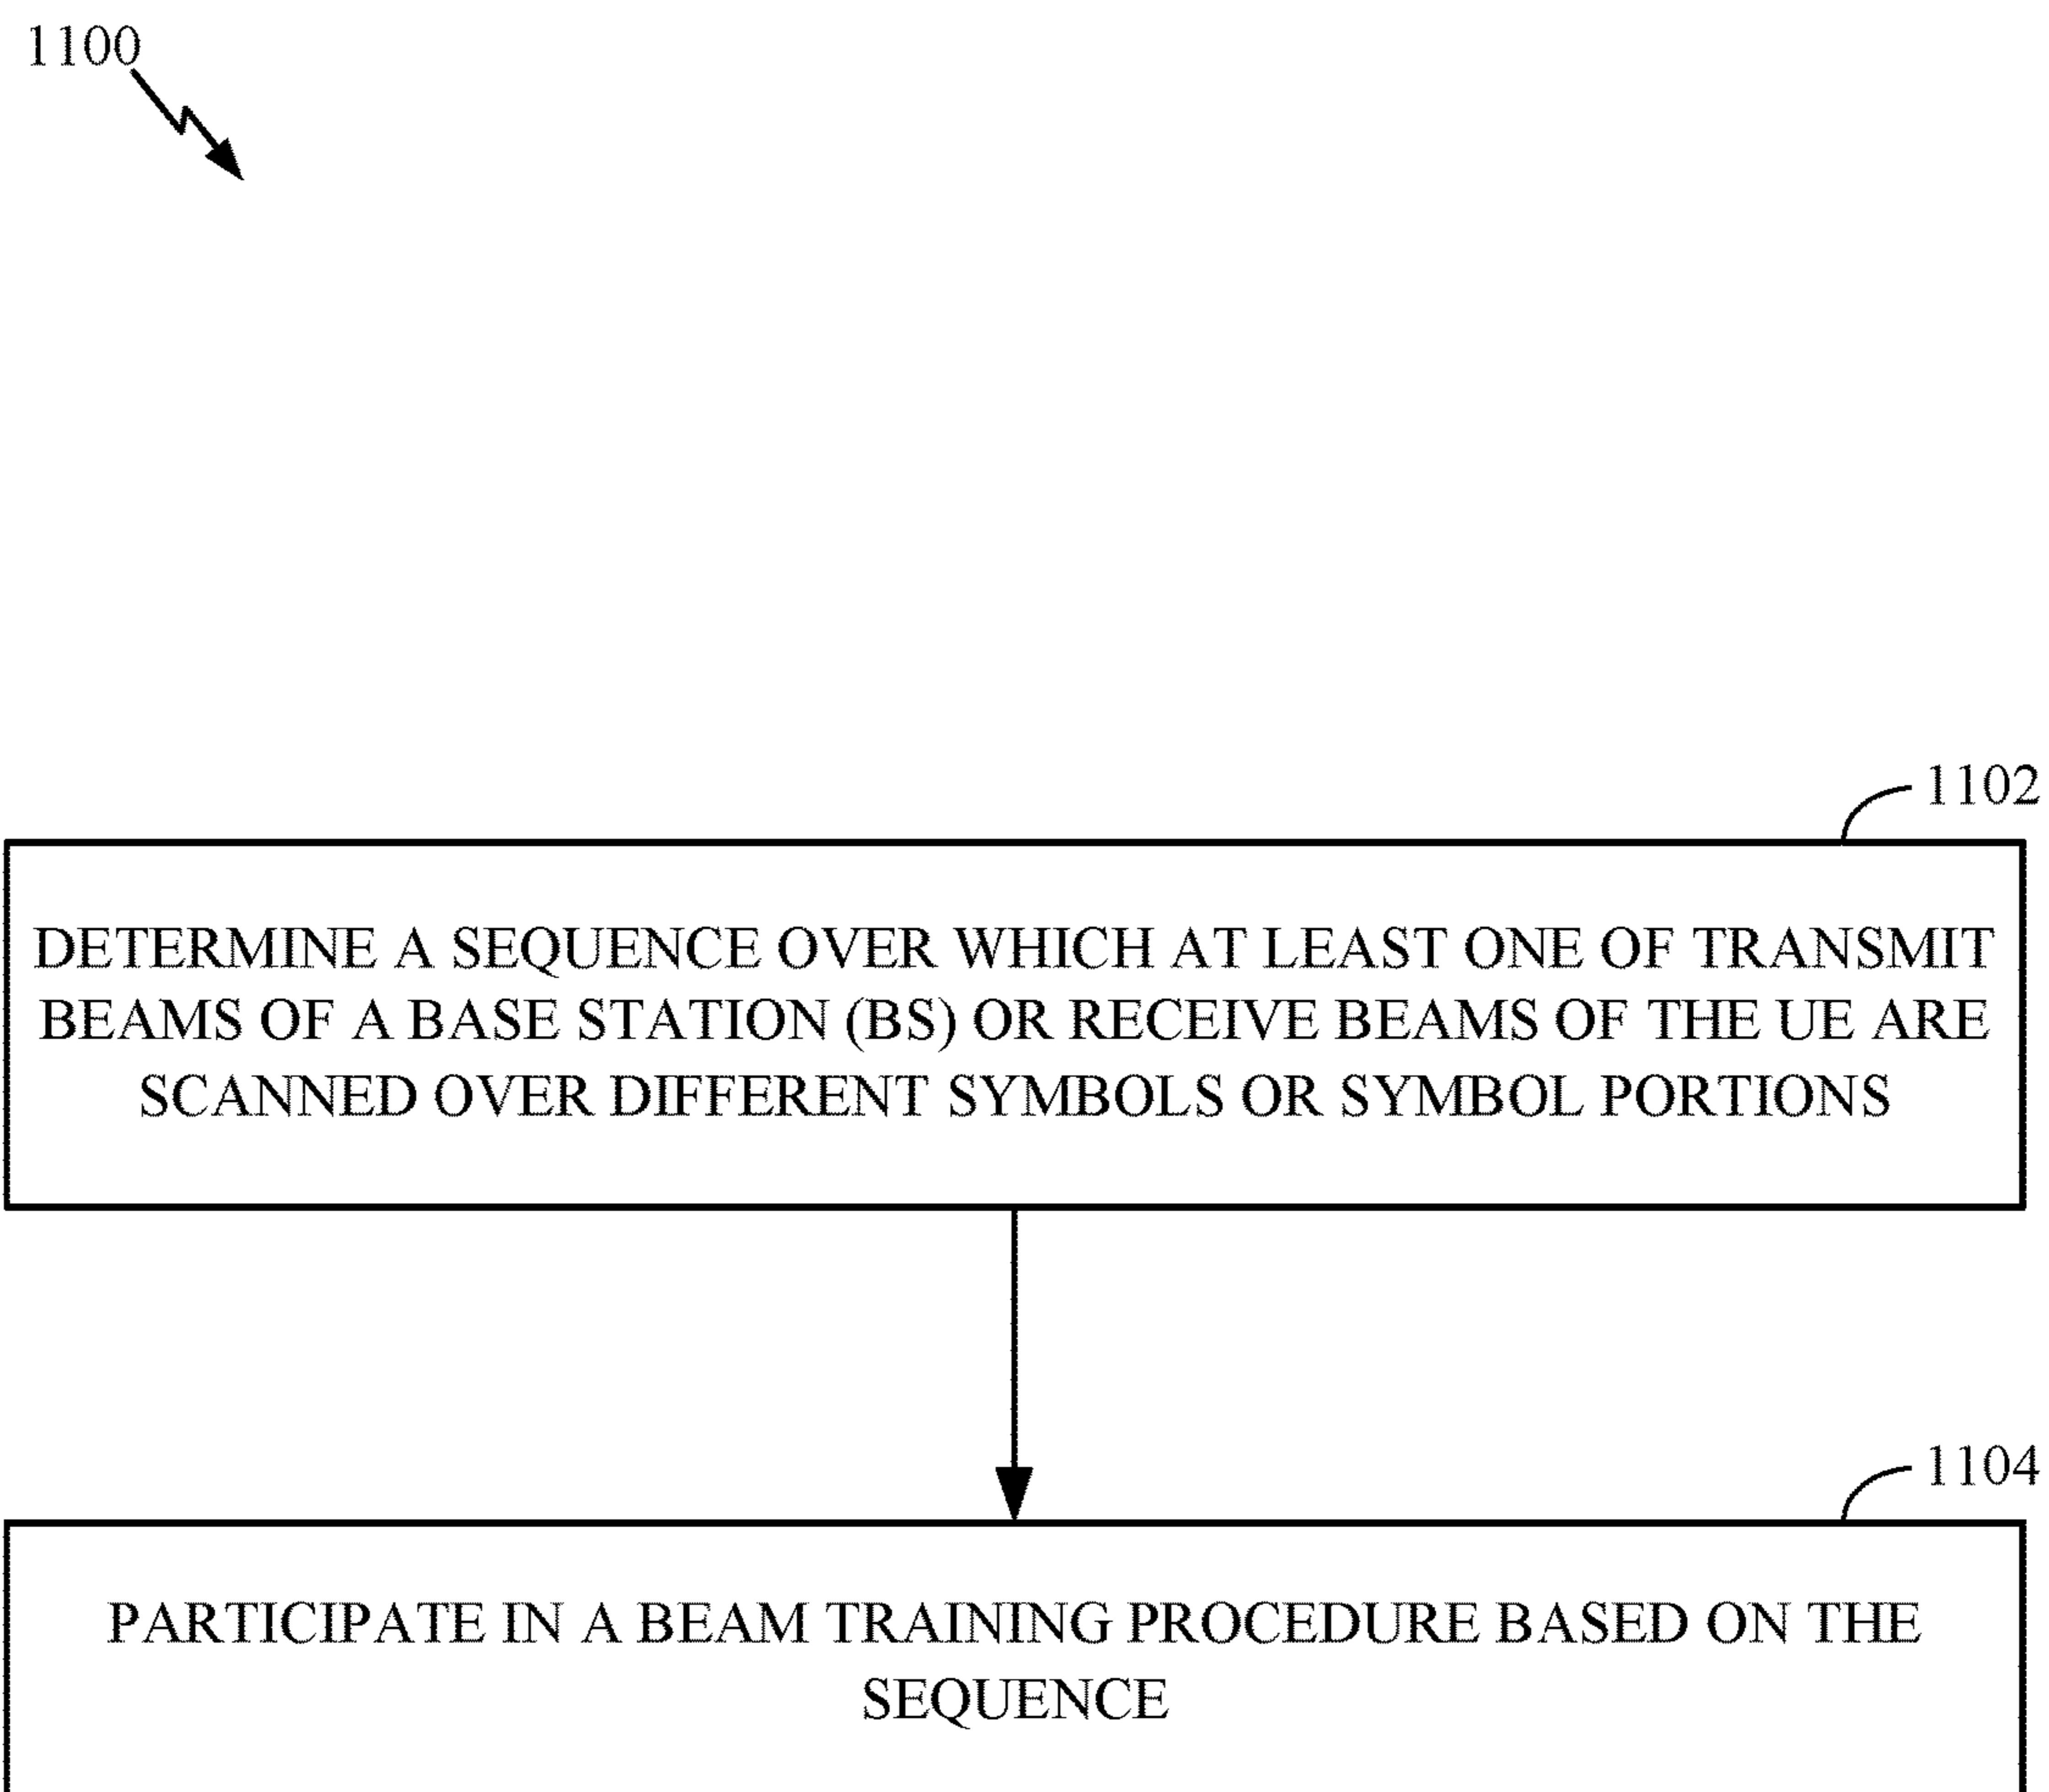 1100
1102
DETERMINE A SEQUENCE OVER WHICH AT LEAST ONE OF TRANSMIT
BEAMS OF A BASE STATION (BS) OR RECEIVE BEAMS OF THE UE ARE
SCANNED OVER DIFFERENT SYMBOLS OR SYMBOL PORTIONS
1104
PARTICIPATE IN A BEAM TRAINING PROCEDURE BASED ON THE
SEQUENCE